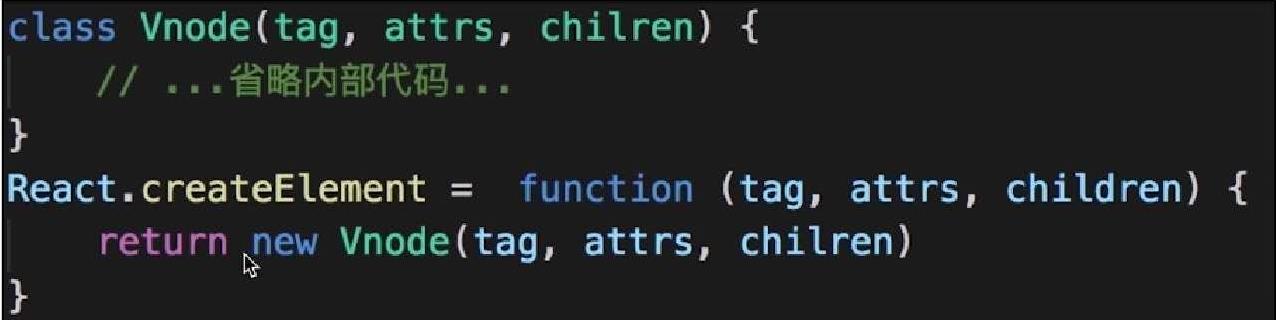 class Vnode(tag, attrs, chilren) {
    // ...省略内部代码...
}
React.createElement =  function (tag, attrs, children) {
    return new Vnode(tag, attrs, chilren)
}